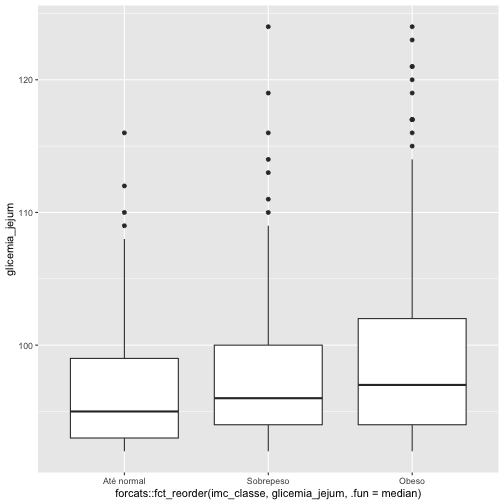 glicemia_jejum
120
110
100
Até normal
Sobrepeso
Obeso
forcats::fct_reorder(imc_classe, glicemia_jejum, .fun = median)